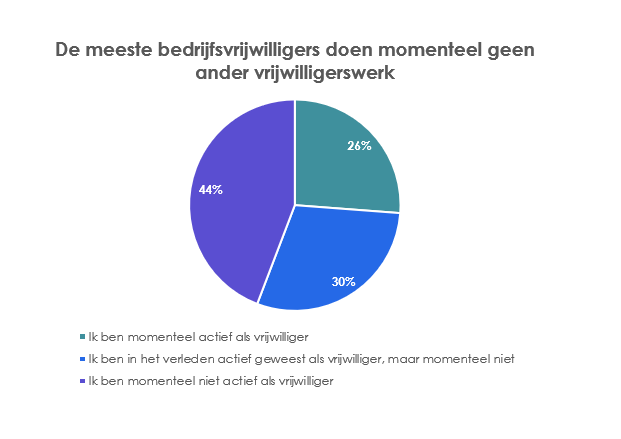 De meeste bedrijfsvrijwilligers doen momenteel geen
ander vrijwilligerswerk
26%
44%
30%
Ik ben momenteel actief als vrijwilliger
Ik ben in het verleden actief geweest als vrijwilliger, maar momenteel niet
Ik ben momenteel niet actief als vrijwilliger